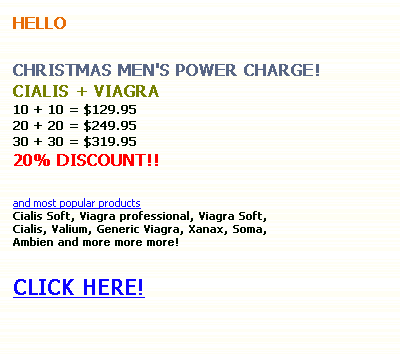 HELLO
CHRISTMAS MEN'S POWER CHARGE!
CIALIS + VIAGRA
10 + 10 = $129.95
20 + 20 = $249.95
30 + 30 = $319.95
20% DISCOUNT!!
and most popular products
Cialis Soft, Viagra professional, Viagra Soft,
Cialis, Valium, Generic Viagra, Xanax, Soma,
Ambien and more more more!
CLICK HERE!